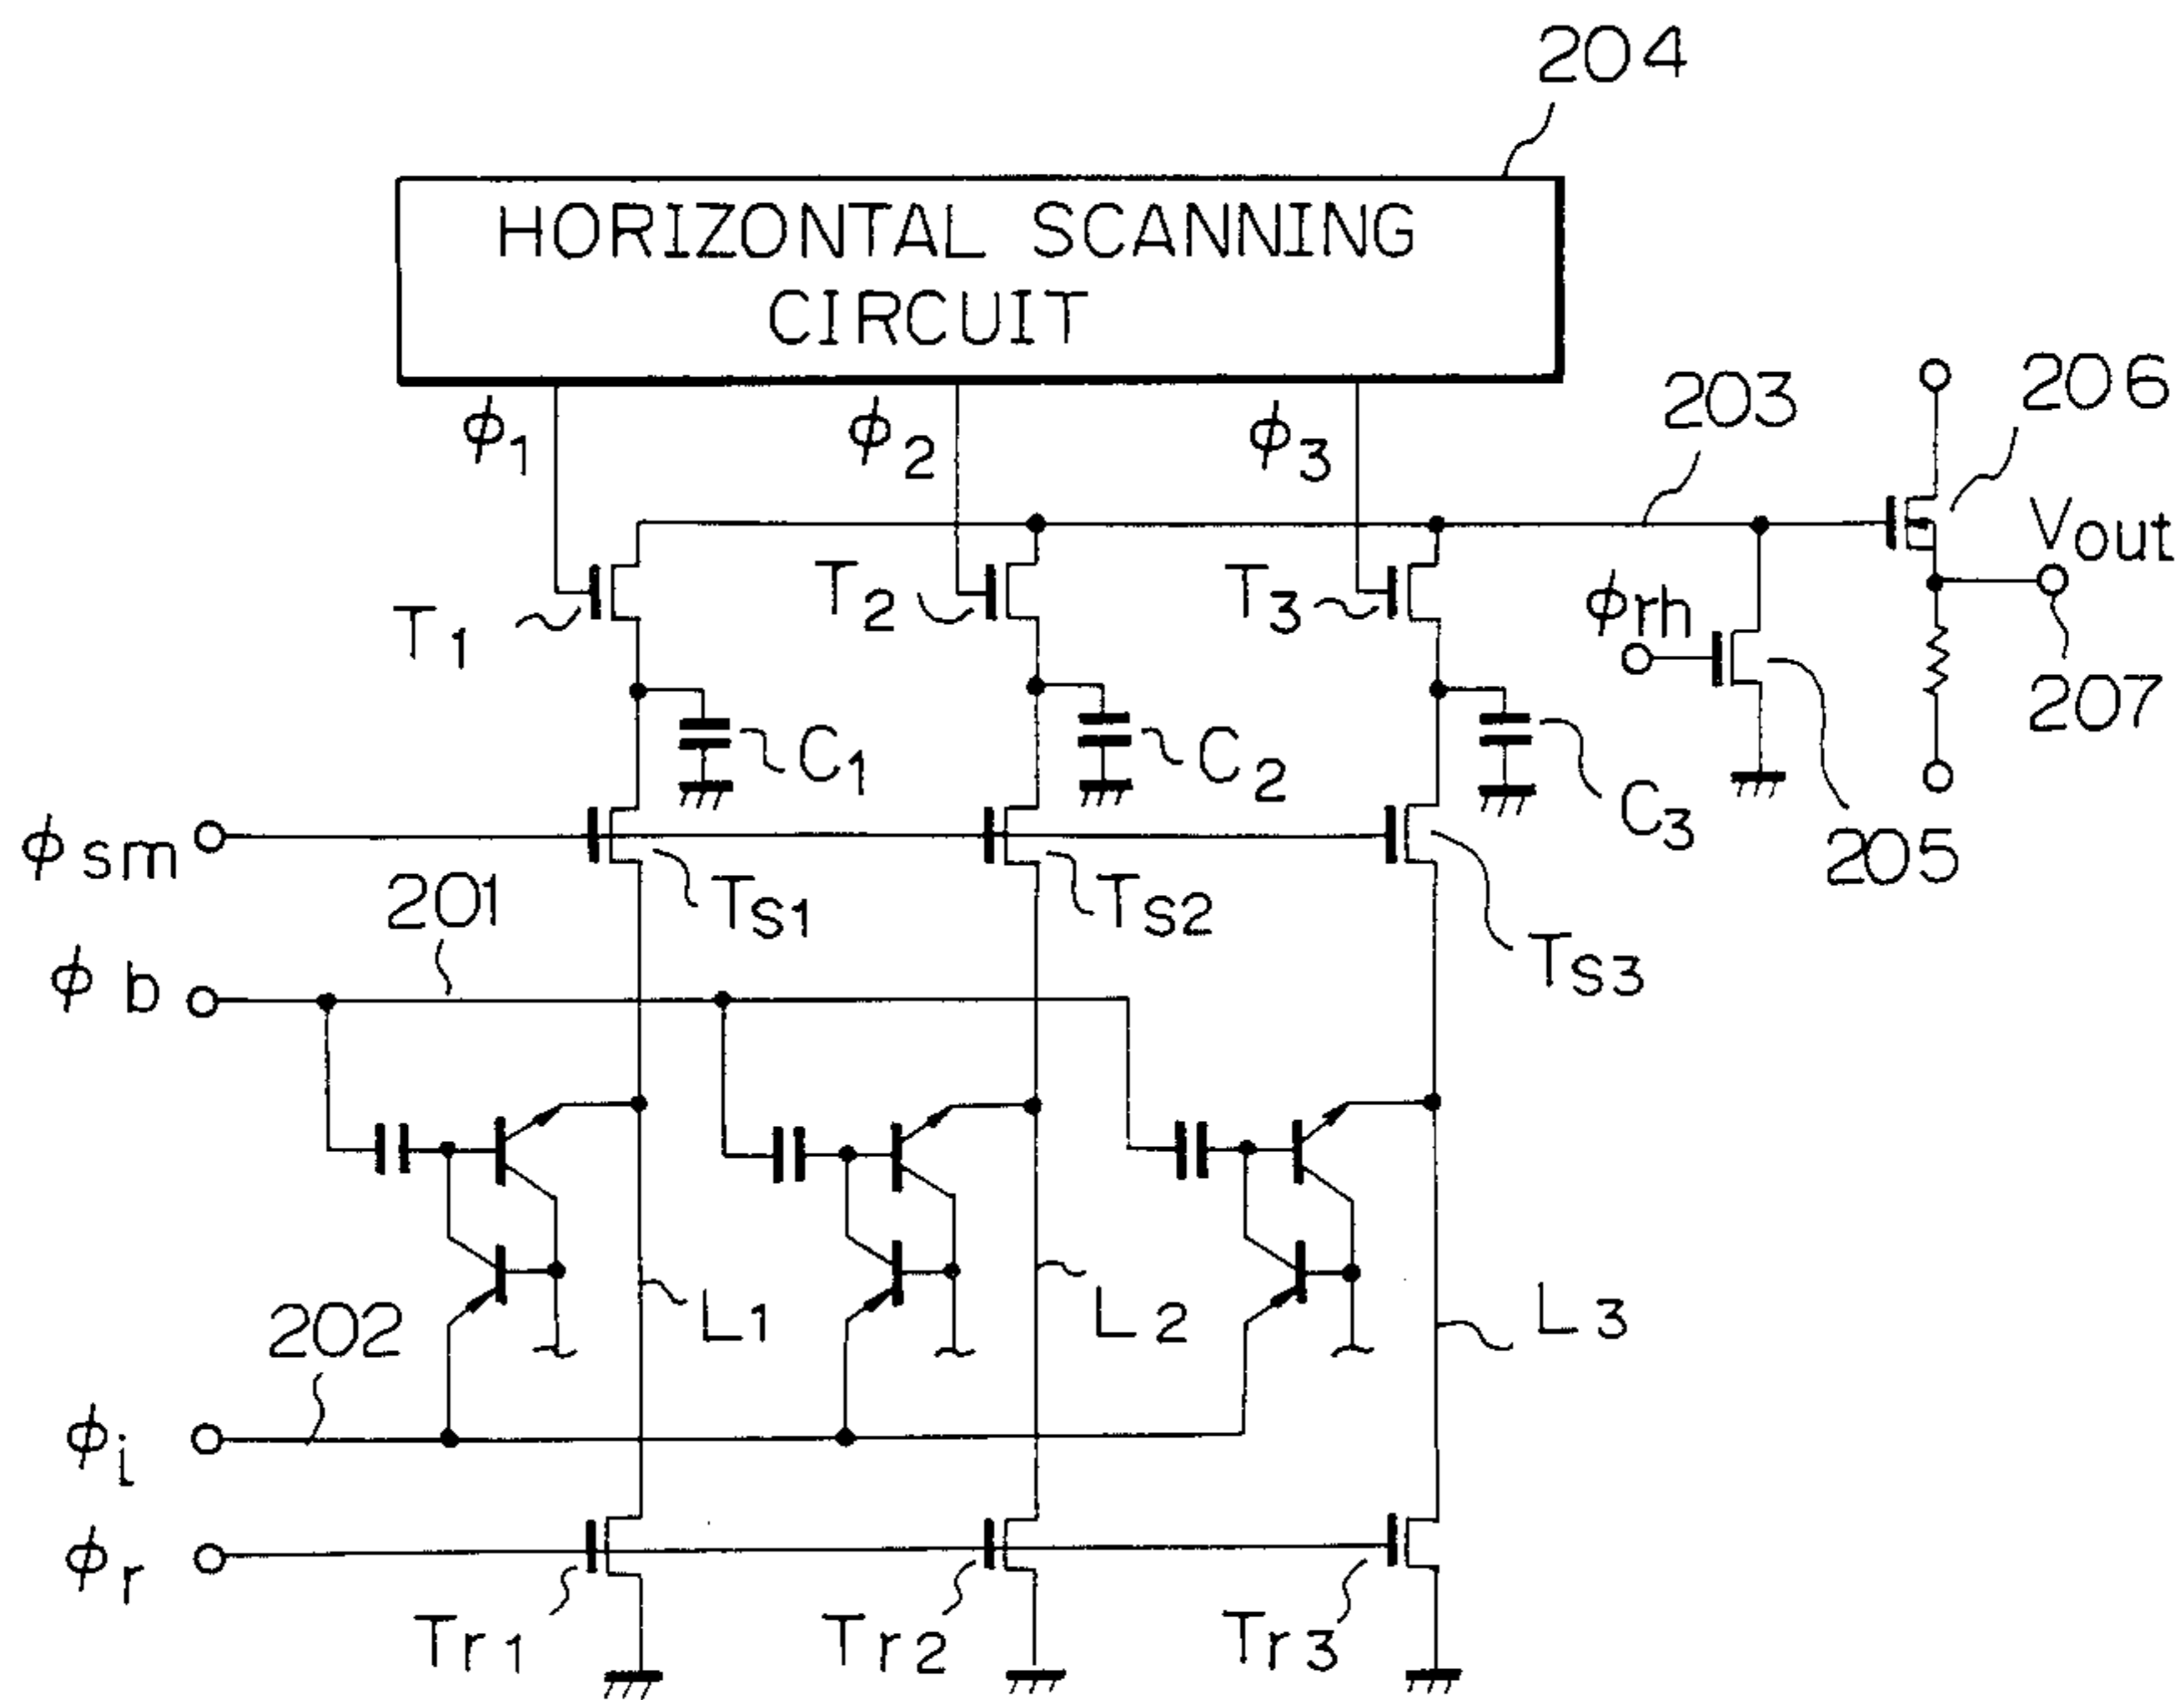 204
HORIZONTAL SCANNING
CIRCUIT
ϕ1
ϕ2
ϕ3
203
206
Vout
T1
T2
T3
ϕrh
207
C1
C2
C3
205
ϕsm
201
TS1
TS2
TS3
ϕb
202
L1
L2
L3
ϕi
ϕr
Tr1
Tr2
Tr3